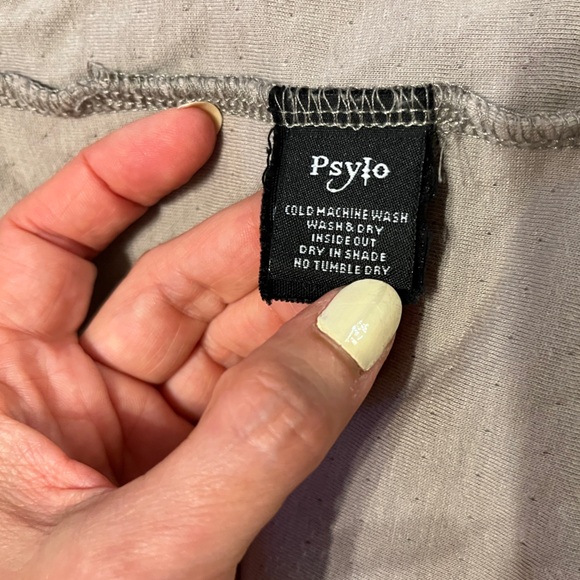 Psylo
COLD MACHINE WASH
WASH & DRY
INSIDE OUT
DRY IN SHADE
NO TUMBLE DRY